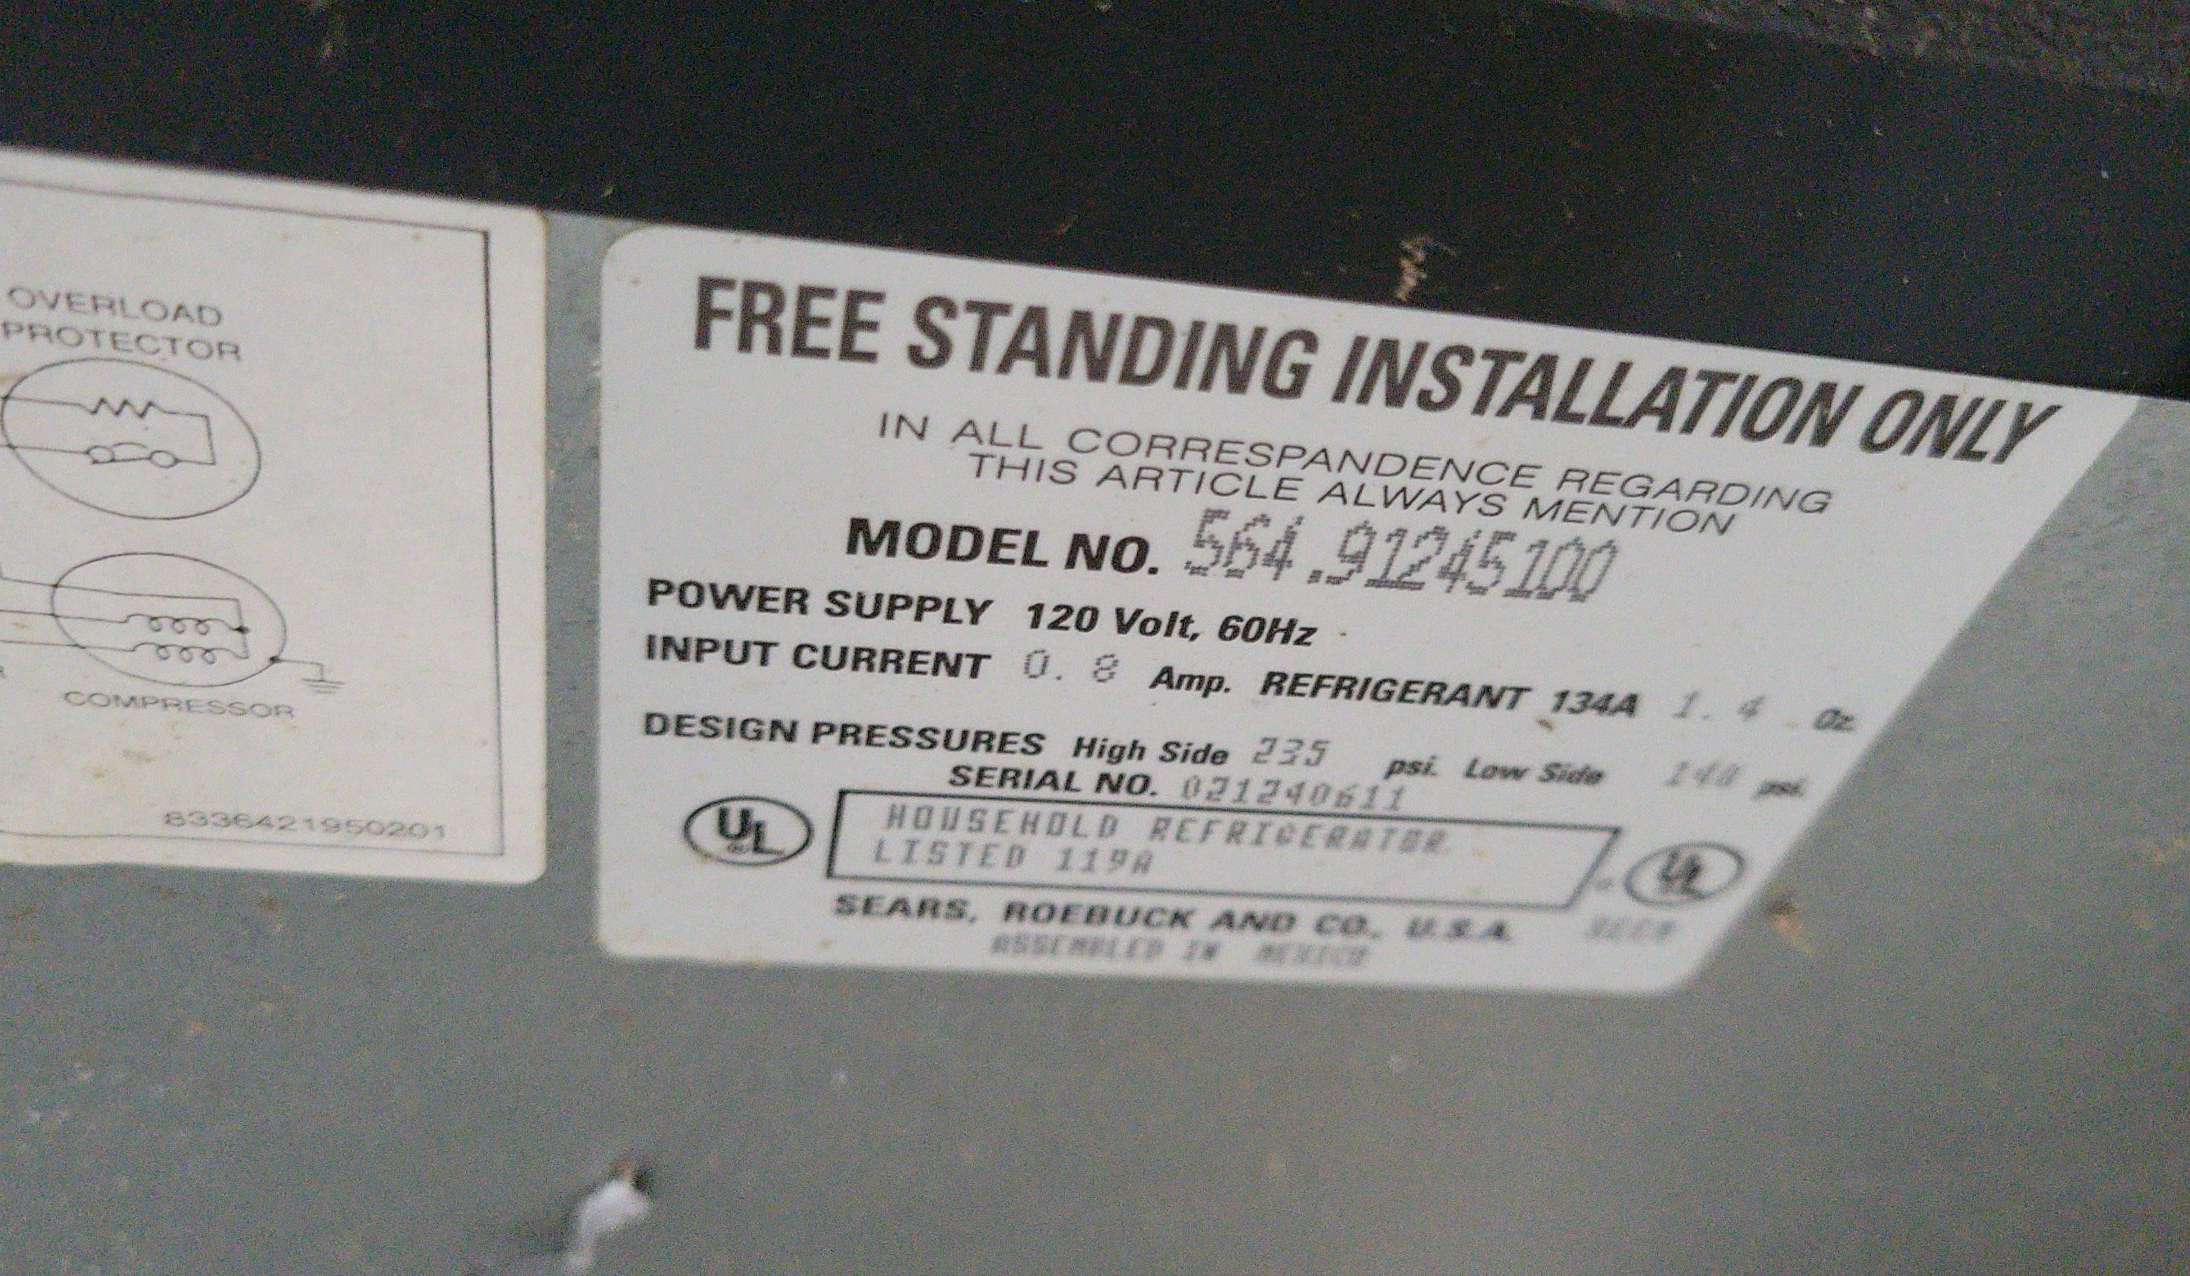 OVERLOAD
PROTECTOR
COMPRESSOR
8336421950201
FREE STANDING INSTALLATION ONLY
IN ALL CORRESPANDENCE REGARDING
THIS ARTICLE ALWAYS MENTION
MODEL NO. 564.91245100
POWER SUPPLY 120 Volt, 60Hz
INPUT CURRENT 0.8 Amp. REFRIGERANT 134A 1.4 Oz.
DESIGN PRESSURES High Side 235 psi. Low Side 140 psi.
SERIAL NO. 021240611
UL
HOUSEHOLD REFRIGERATOR
LISTED 119A
UL
SEARS, ROEBUCK AND CO., U.S.A.
ASSEMBLED IN MEXICO